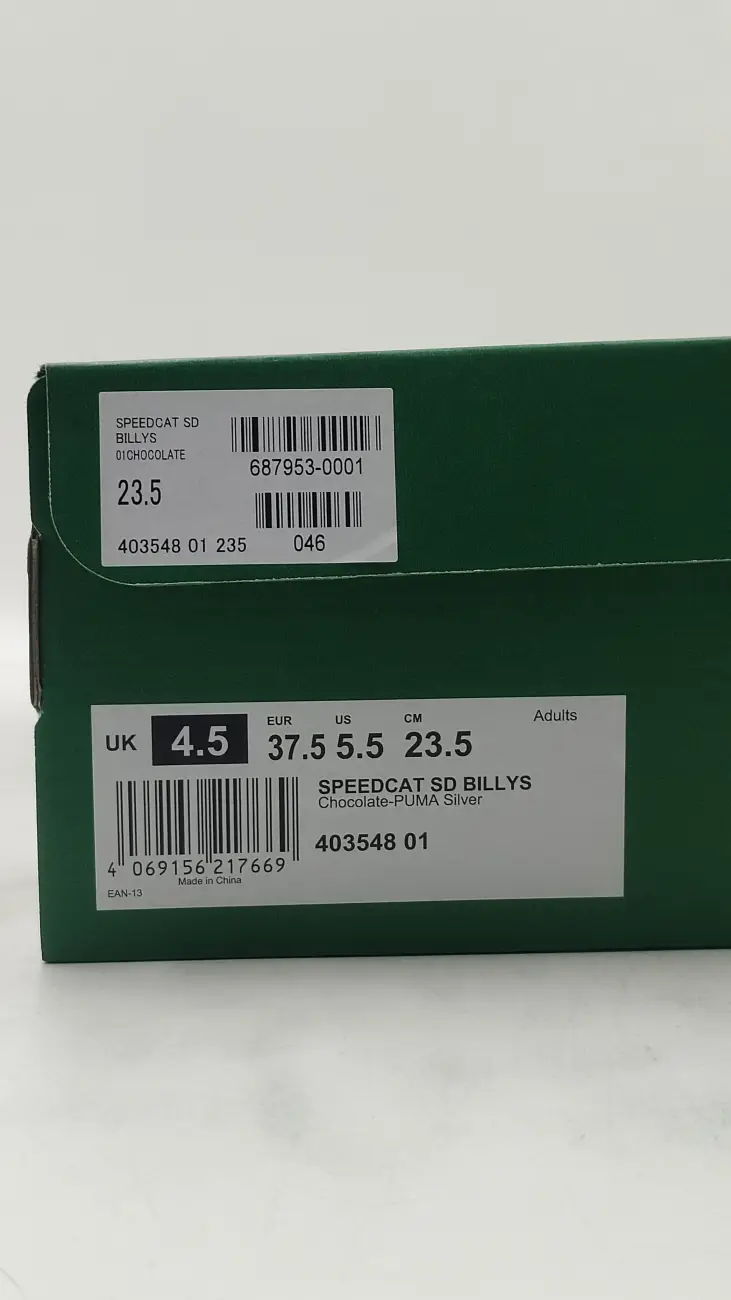 SPEEDCAT SD
BILLYS
01CHOCOLATE
687953-0001
23.5
403548 01 235 046
Adults
EUR US CM
UK 4.5 37.5 5.5 23.5
SPEEDCAT SD BILLYS
Chocolate-PUMA Silver
403548 01
4 069156 217669
Made in China
EAN-13